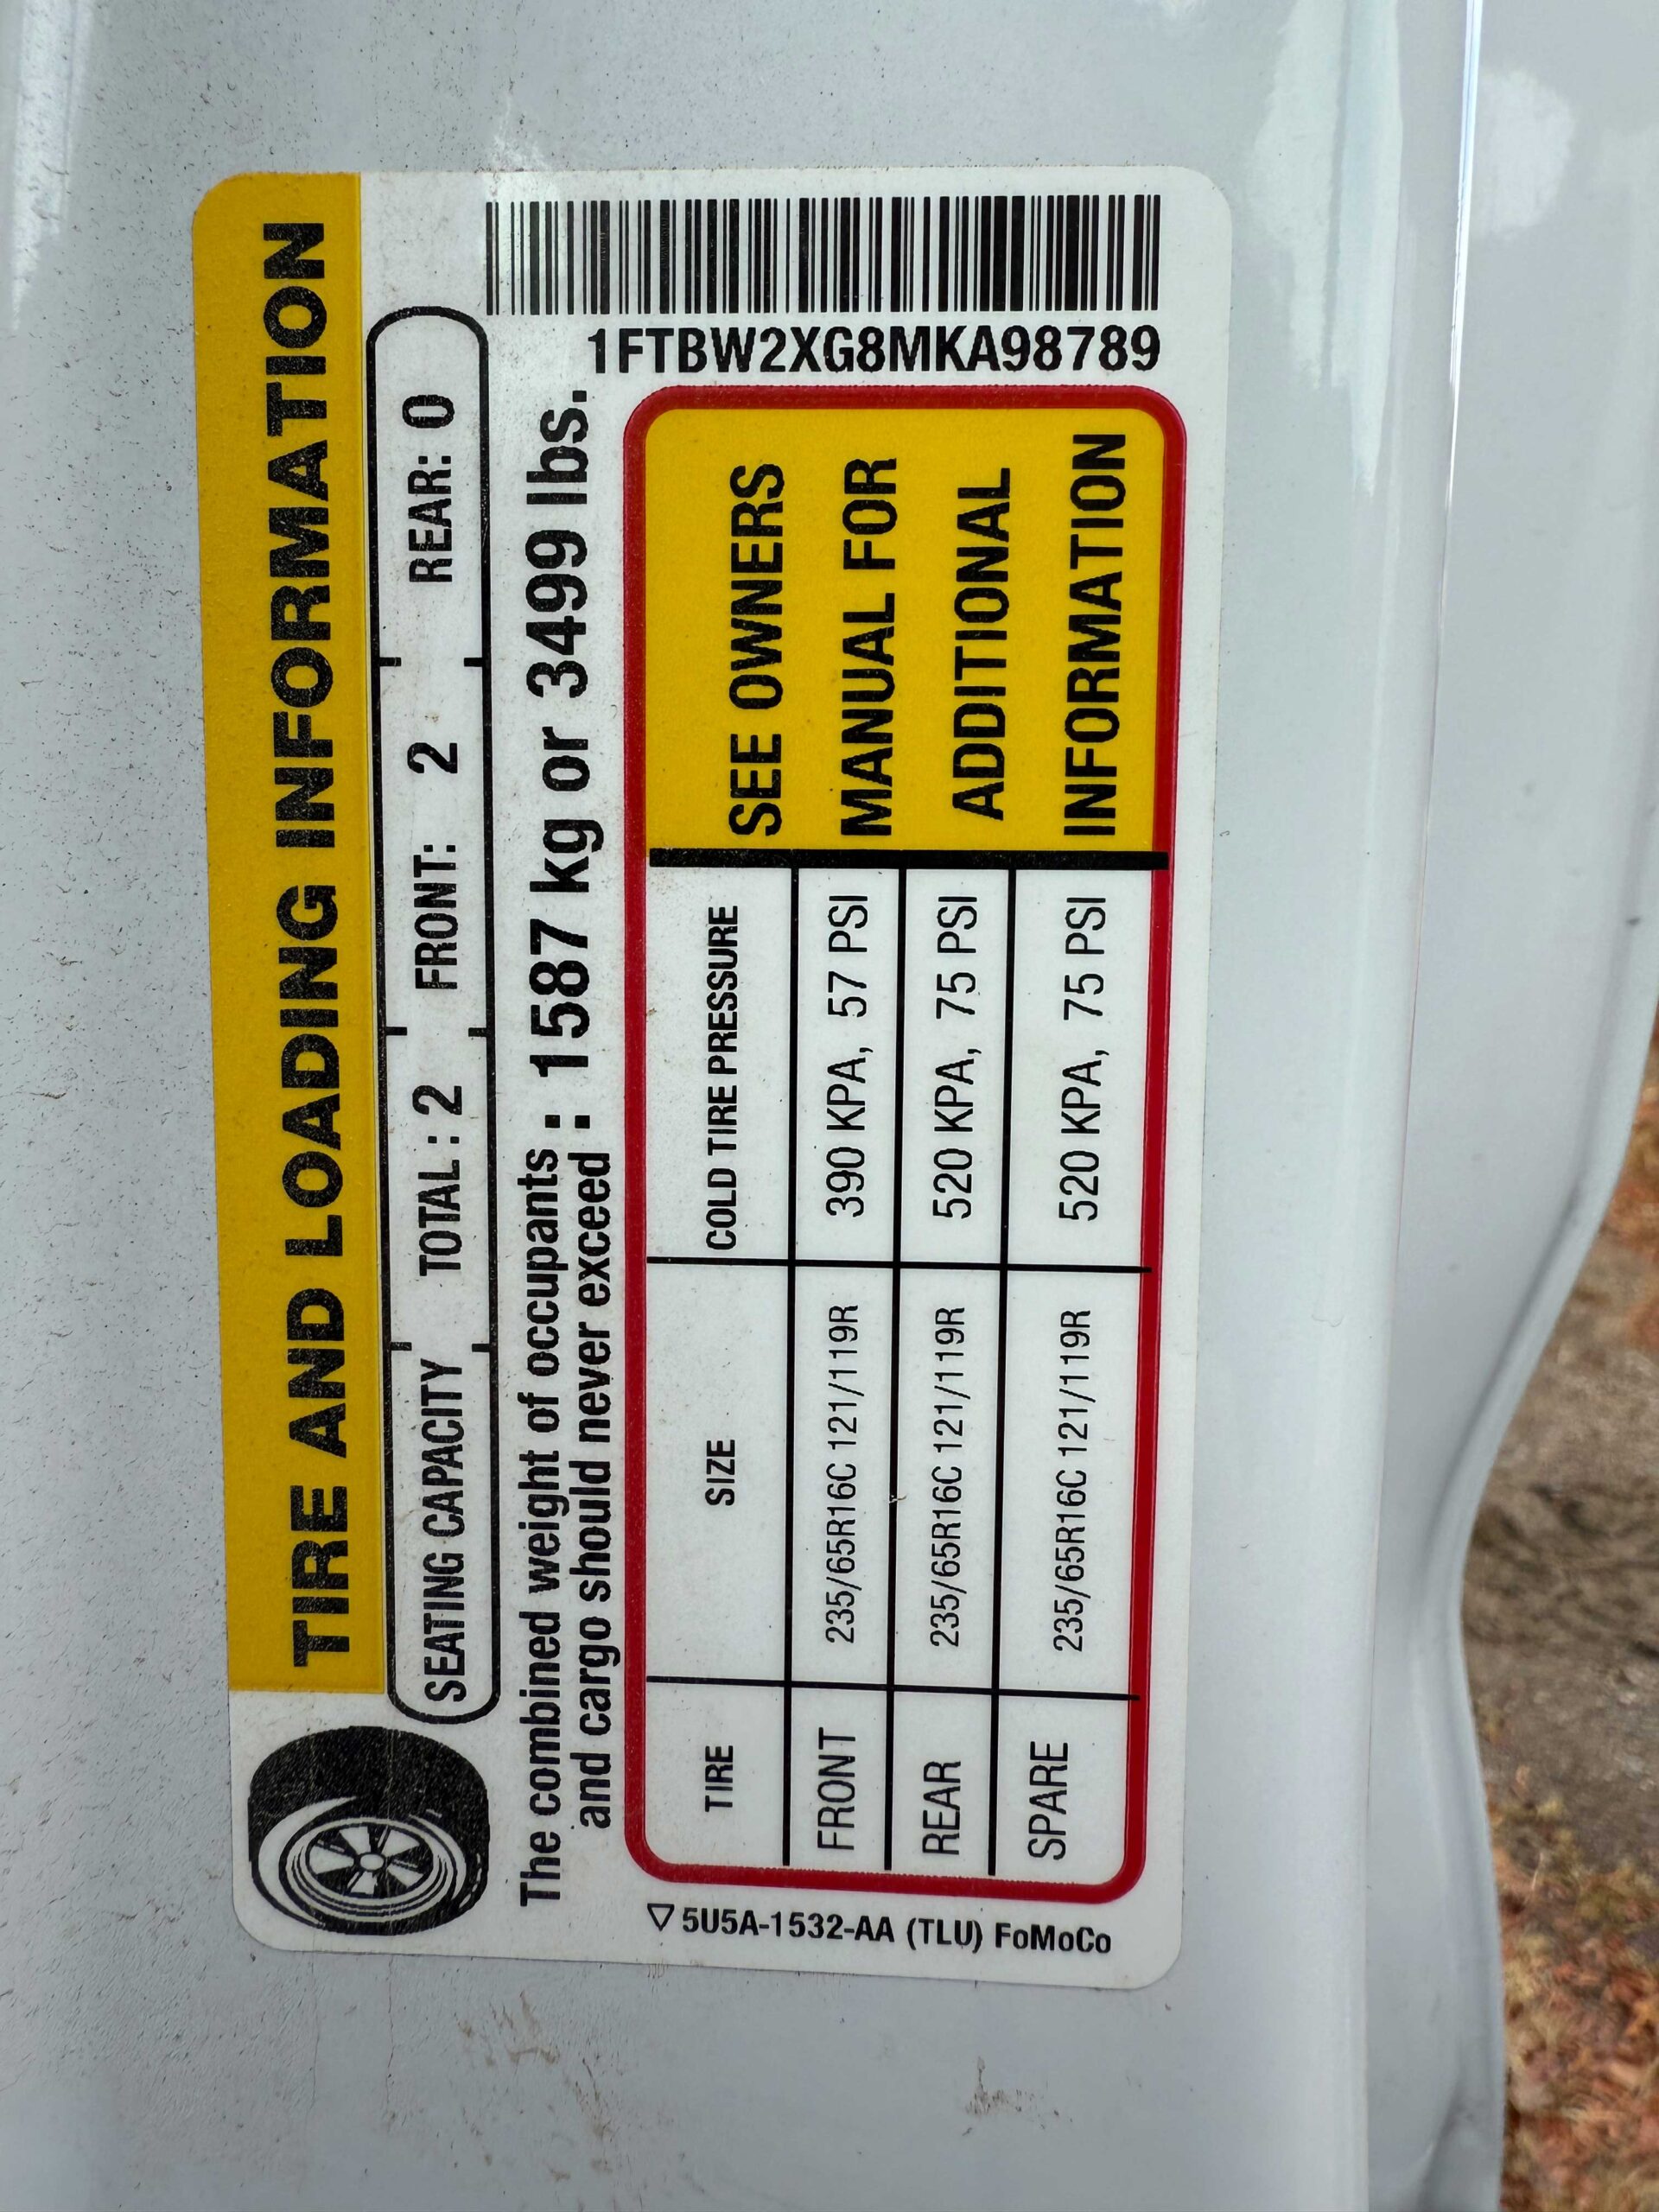 TIRE AND LOADING INFORMATION
SEATING CAPACITY TOTAL : 2 FRONT: 2 REAR: 0
The combined weight of occupants : 1587 kg or 3499 lbs.
and cargo should never exceed :
TIRE SIZE COLD TIRE PRESSURE
FRONT 235/65R16C 121/119R 390 KPA, 57 PSI
REAR 235/65R16C 121/119R 520 KPA, 75 PSI
SPARE 235/65R16C 121/119R 520 KPA, 75 PSI
SEE OWNERS
MANUAL FOR
ADDITIONAL
INFORMATION
5U5A-1532-AA (TLU) FoMoCo
1FTBW2XG8MKA98789